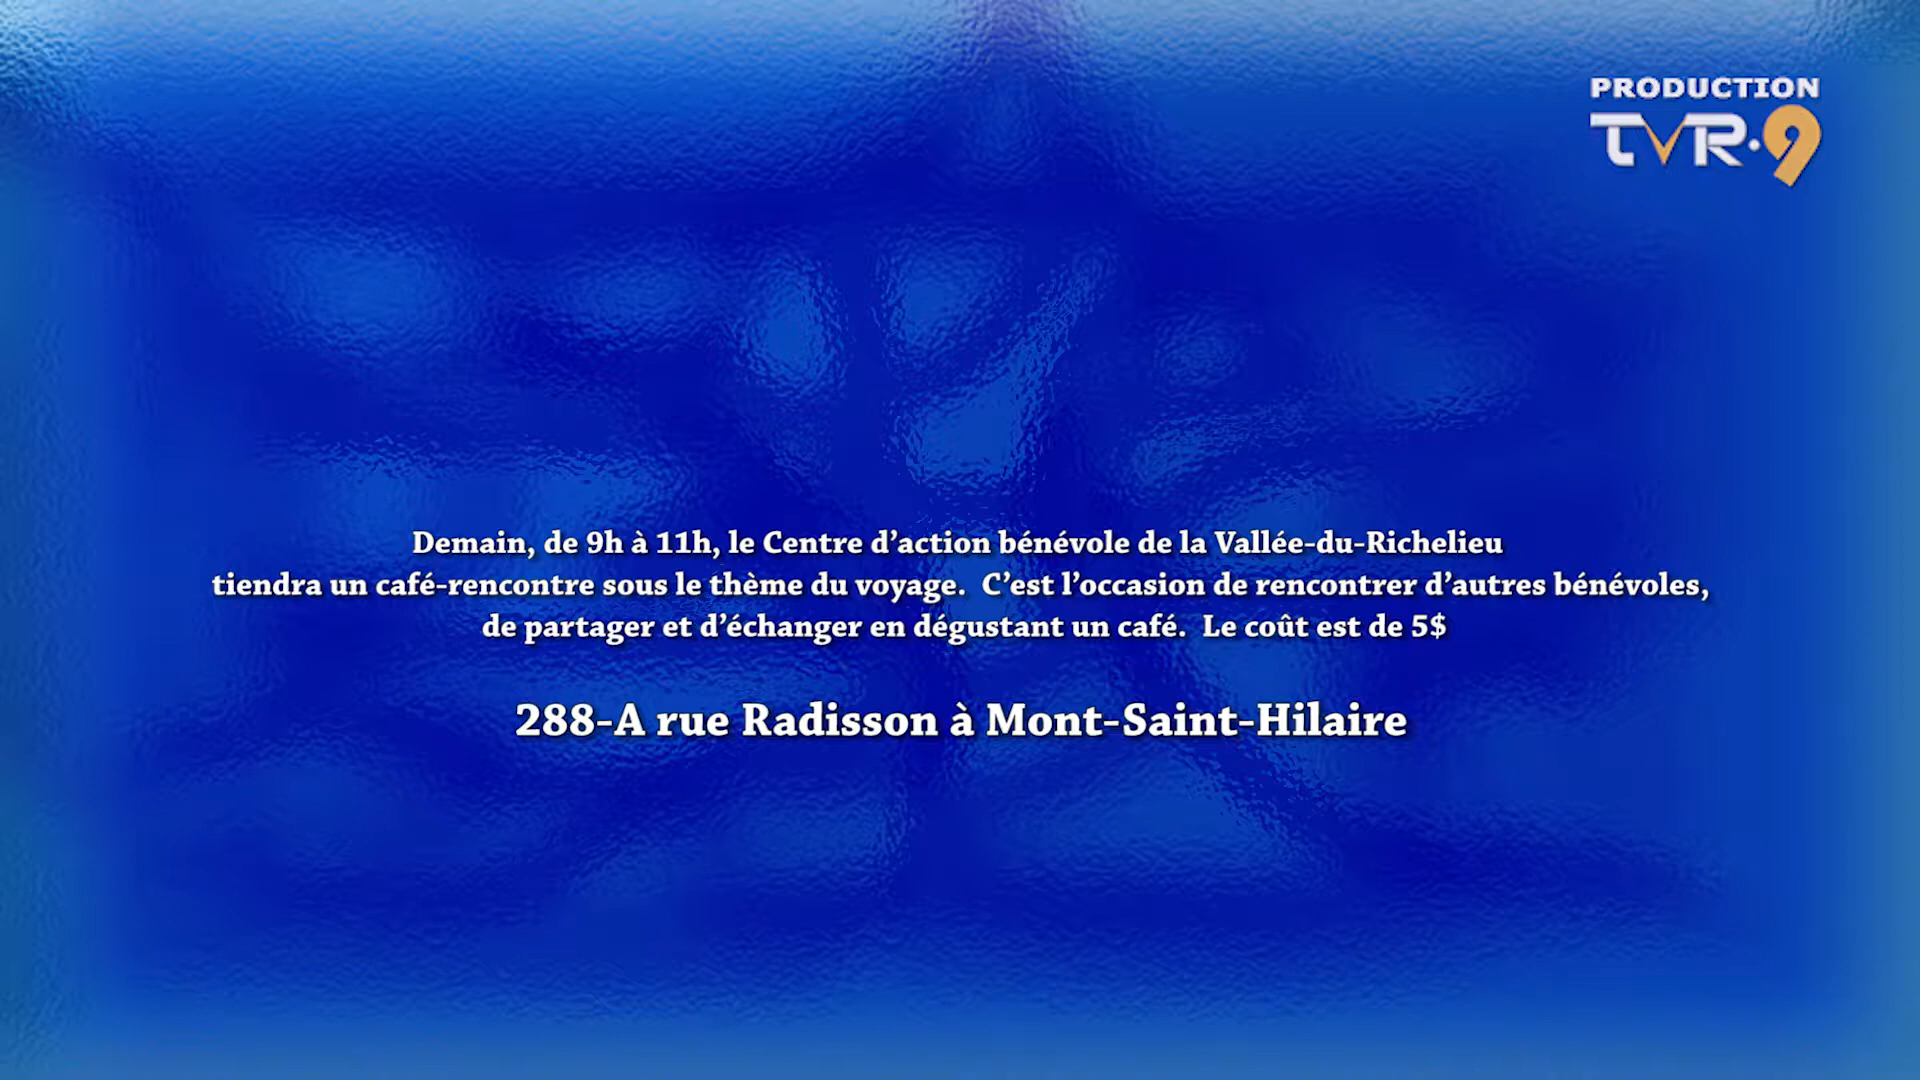 PRODUCTION
TVR·9
Demain, de 9h à 11h, le Centre d’action bénévole de la Vallée-du-Richelieu
tiendra un café-rencontre sous le thème du voyage.  C’est l’occasion de rencontrer d’autres bénévoles,
de partager et d’échanger en dégustant un café.  Le coût est de 5$
288-A rue Radisson à Mont-Saint-Hilaire